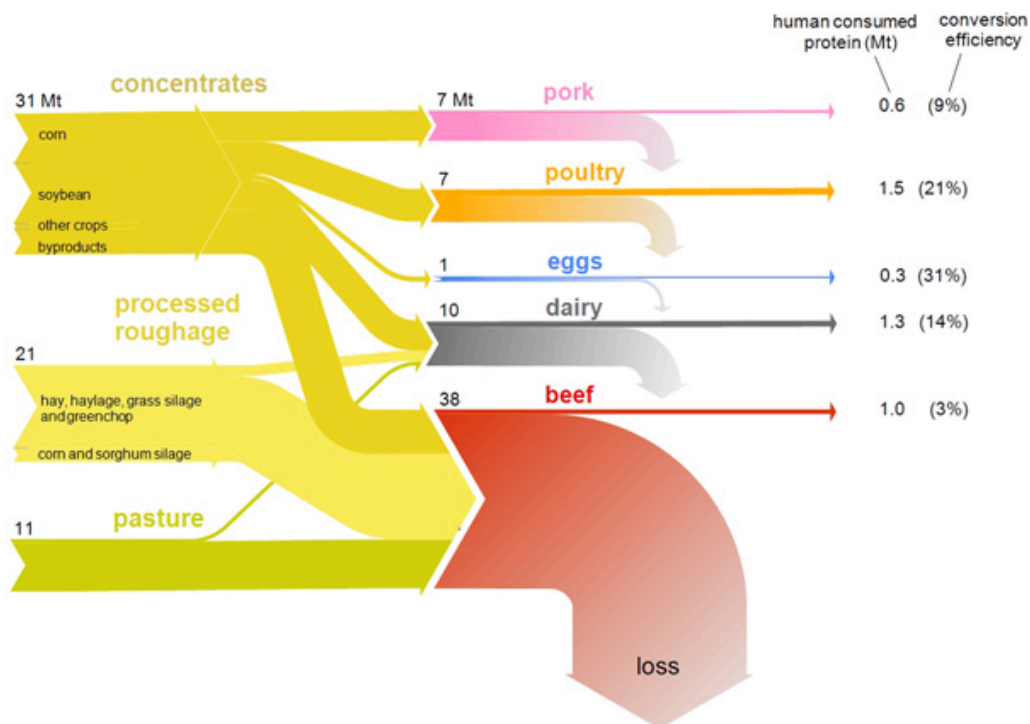 human consumed
protein (Mt)
conversion
efficiency
concentrates
31 Mt
corn
soybean
other crops
byproducts
7 Mt
pork
0.6 (9%)
7
poultry
1.5 (21%)
1
eggs
0.3 (31%)
processed
roughage
10
dairy
1.3 (14%)
21
hay, haylage, grass silage
and greenchop
corn and sorghum silage
38
beef
1.0 (3%)
pasture
11
loss